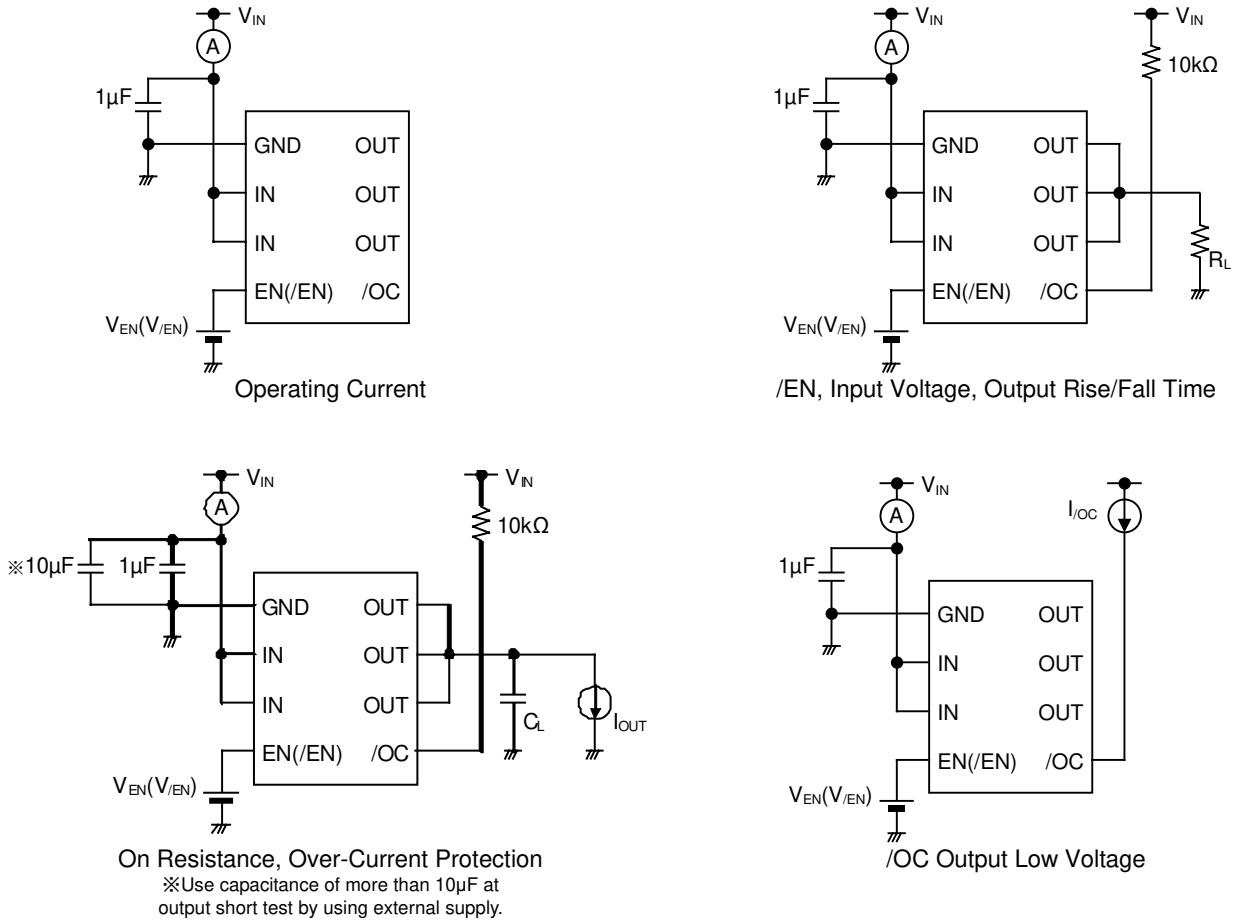 VIN
A
1µF
GND OUT
IN OUT
IN OUT
EN(/EN) /OC
VEN(V/EN)
Operating Current
VIN
VIN
A
10kΩ
1µF
GND OUT
IN OUT
IN OUT
RL
EN(/EN) /OC
VEN(V/EN)
/EN, Input Voltage, Output Rise/Fall Time
VIN
VIN
A
10kΩ
※10µF 1µF
GND OUT
IN OUT
IN OUT
CL
IOUT
EN(/EN) /OC
VEN(V/EN)
On Resistance, Over-Current Protection
※Use capacitance of more than 10µF at
output short test by using external supply.
VIN
I/OC
A
1µF
GND OUT
IN OUT
IN OUT
EN(/EN) /OC
VEN(V/EN)
/OC Output Low Voltage